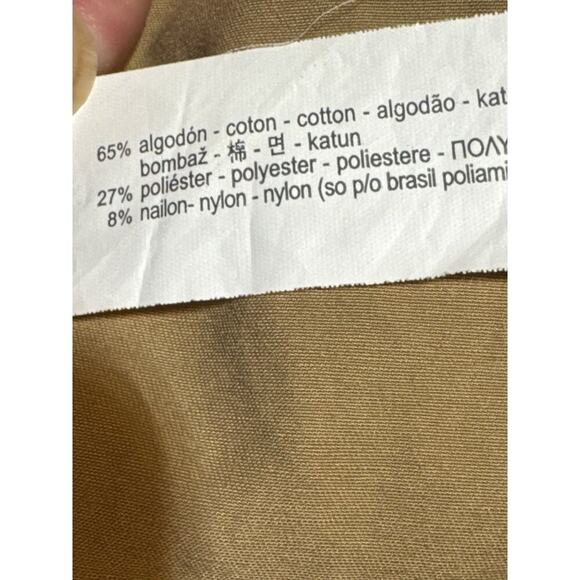 65% algodón - coton - cotton - algodão - kat
bombaž - 棉 - 면 - katun
27% poliéster - polyester - poliestere - ΠΟΛΥ
8% nailon- nylon - nylon (so p/o brasil poliami